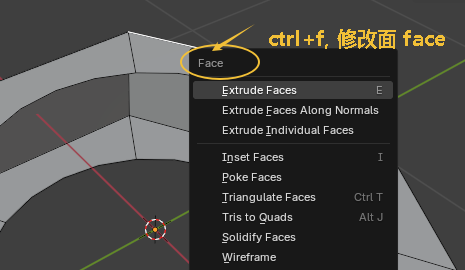 ctrl+f, 修改面 face
Face
Extrude Faces E
Extrude Faces Along Normals
Extrude Individual Faces
Inset Faces I
Poke Faces
Triangulate Faces Ctrl T
Tris to Quads Alt J
Solidify Faces
Wireframe